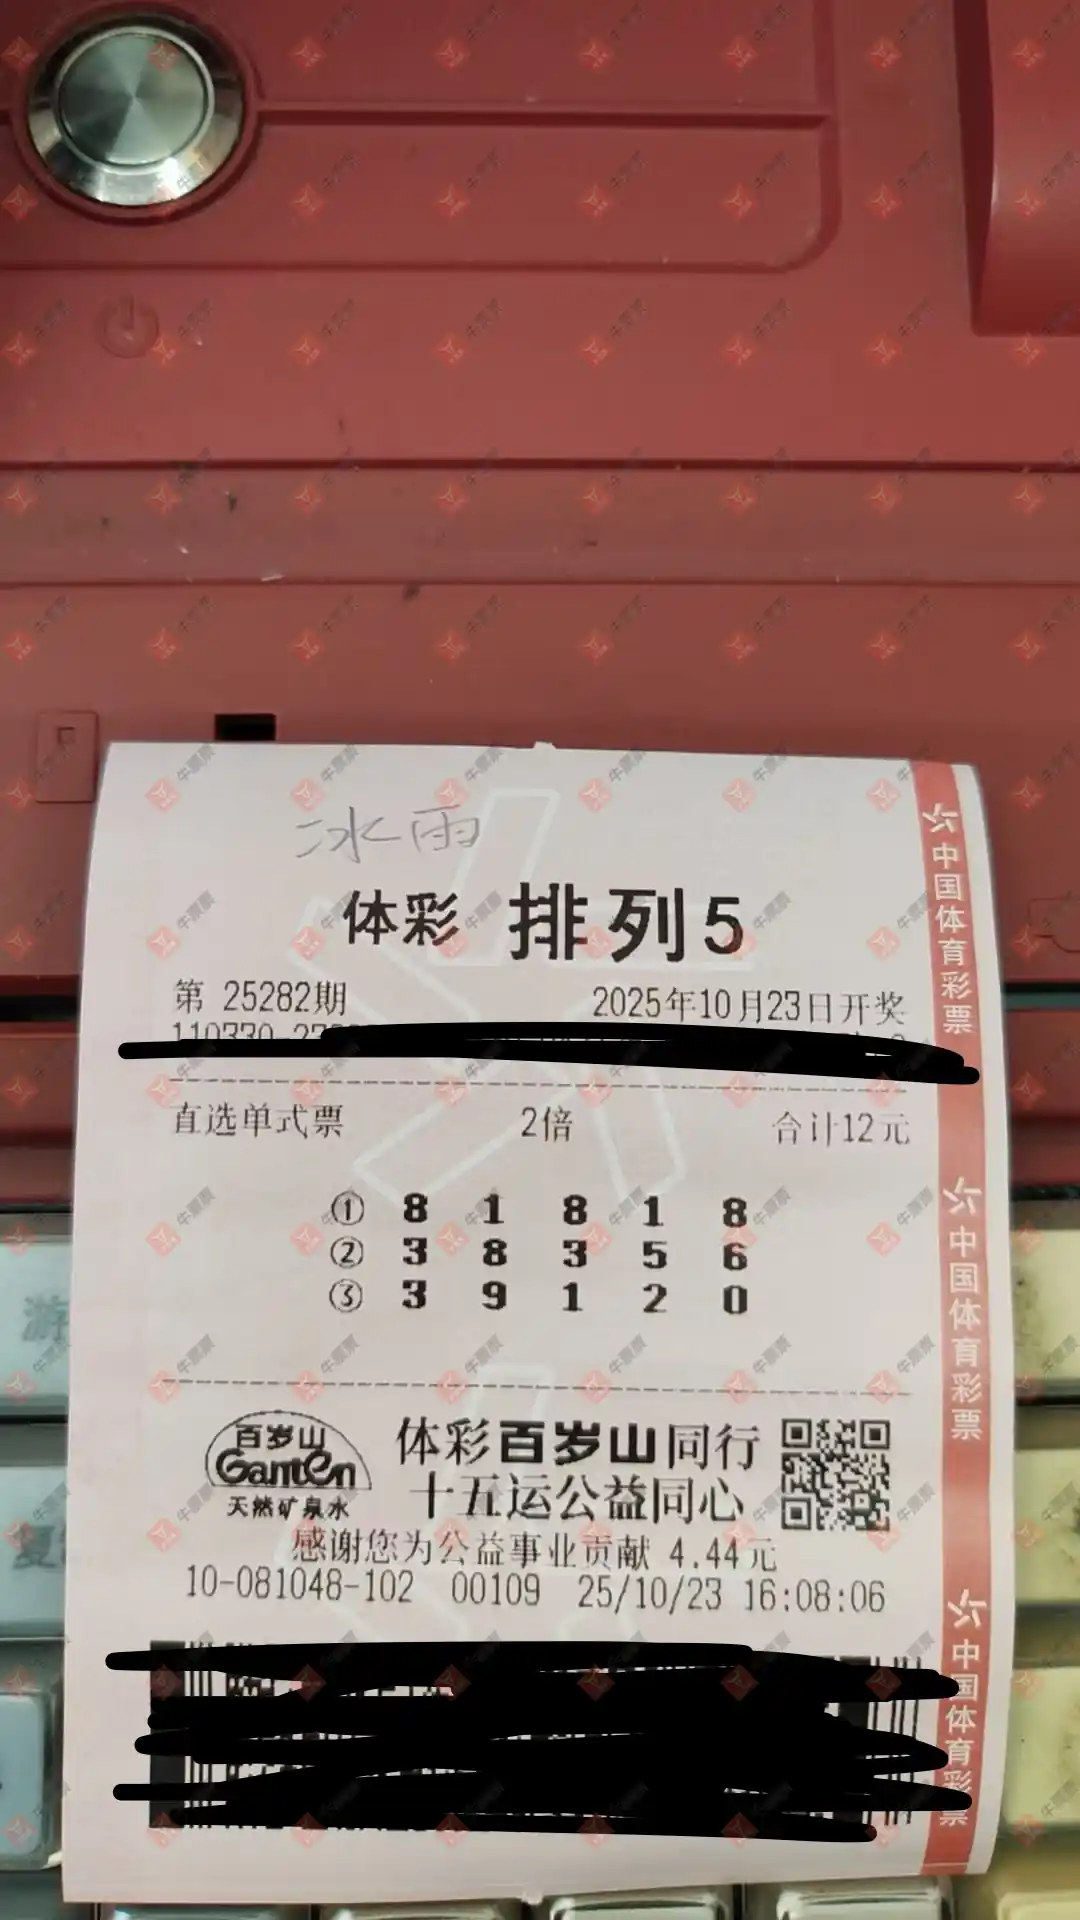 冰雨
体彩 排列5
第 25282期 2025年10月23日开奖
直选单式票 2倍 合计12元
① 8 1 8 1 8
② 3 8 3 5 6
③ 3 9 1 2 0
百岁山
Ganten
天然矿泉水
体彩百岁山同行
十五运公益同心
感谢您为公益事业贡献 4.44元
10-081048-102 00109 25/10/23 16:08:06
中国体育彩票
中国体育彩票
中国体育彩票
牛票票